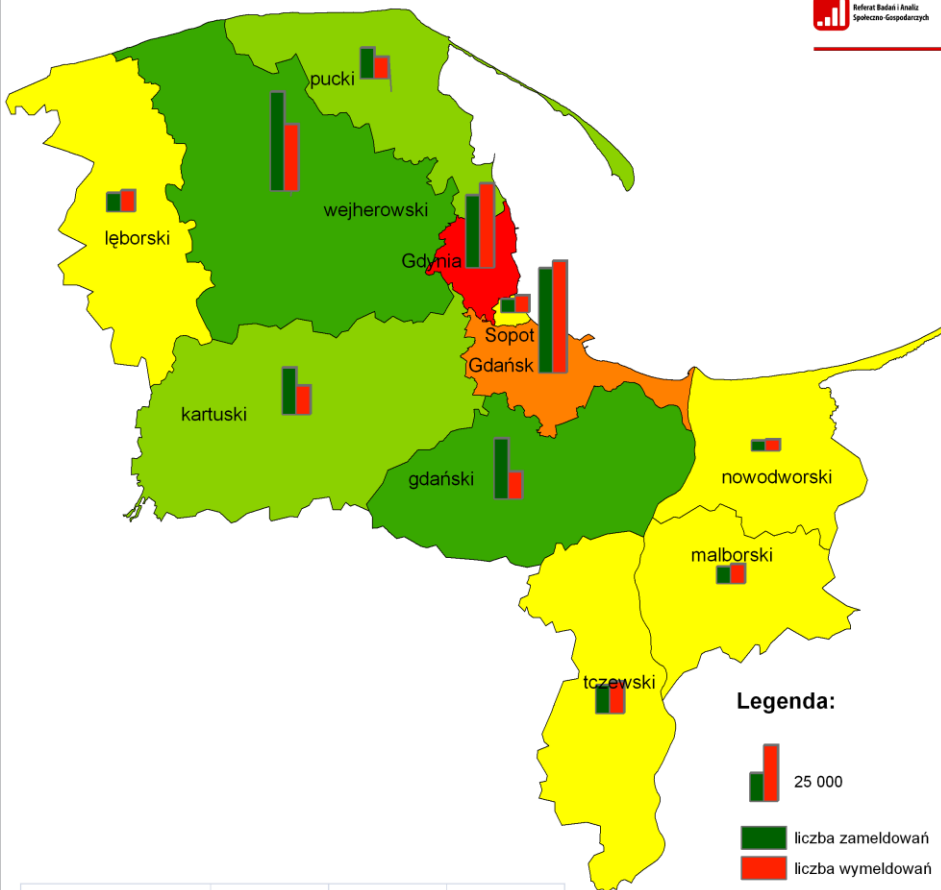 Referat Badań i Analiz
Społeczno-Gospodarczych
pucki
wejherowski
lęborski
Gdynia
Sopot
Gdańsk
kartuski
gdański
nowodworski
malborski
tczewski
Legenda:
25 000
liczba zameldowań
liczba wymeldowań